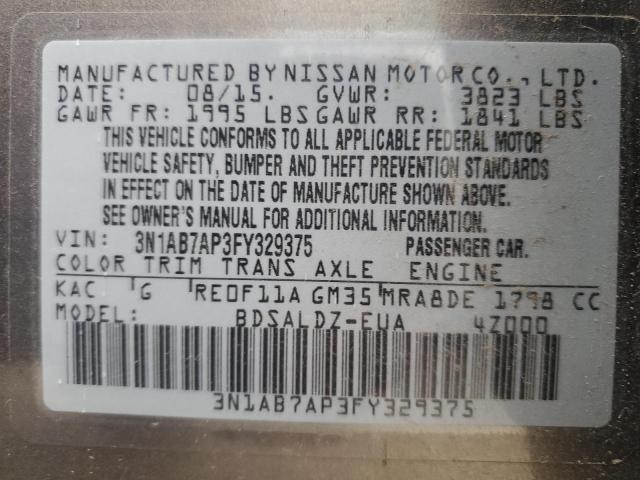 MANUFACTURED BY NISSAN MOTOR CO., LTD.
DATE: 08/15. GVWR: 3823 LBS
GAWR FR: 1995 LBS GAWR RR: 1841 LBS
THIS VEHICLE CONFORMS TO ALL APPLICABLE FEDERAL MOTOR
VEHICLE SAFETY, BUMPER AND THEFT PREVENTION STANDARDS
IN EFFECT ON THE DATE OF MANUFACTURE SHOWN ABOVE.
SEE OWNER'S MANUAL FOR ADDITIONAL INFORMATION.
VIN: 3N1AB7AP3FY329375 PASSENGER CAR.
COLOR TRIM TRANS AXLE ENGINE
KAC G RE0F11A GM35 MRA8DE 1798 CC
MODEL: BDSALDZ-EUA 4Z000
3N1AB7AP3FY329375